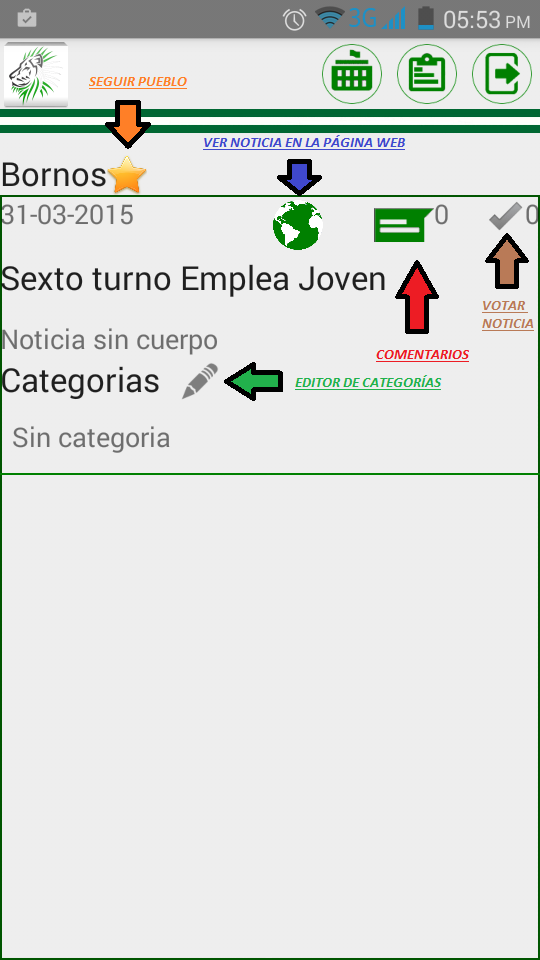 3G 05:53 PM
SEGUIR PUEBLO
VER NOTICIA EN LA PÁGINA WEB
Bornos
31-03-2015
0
0
Sexto turno Emplea Joven
VOTAR
NOTICIA
Noticia sin cuerpo
COMENTARIOS
Categorias
EDITOR DE CATEGORÍAS
Sin categoria